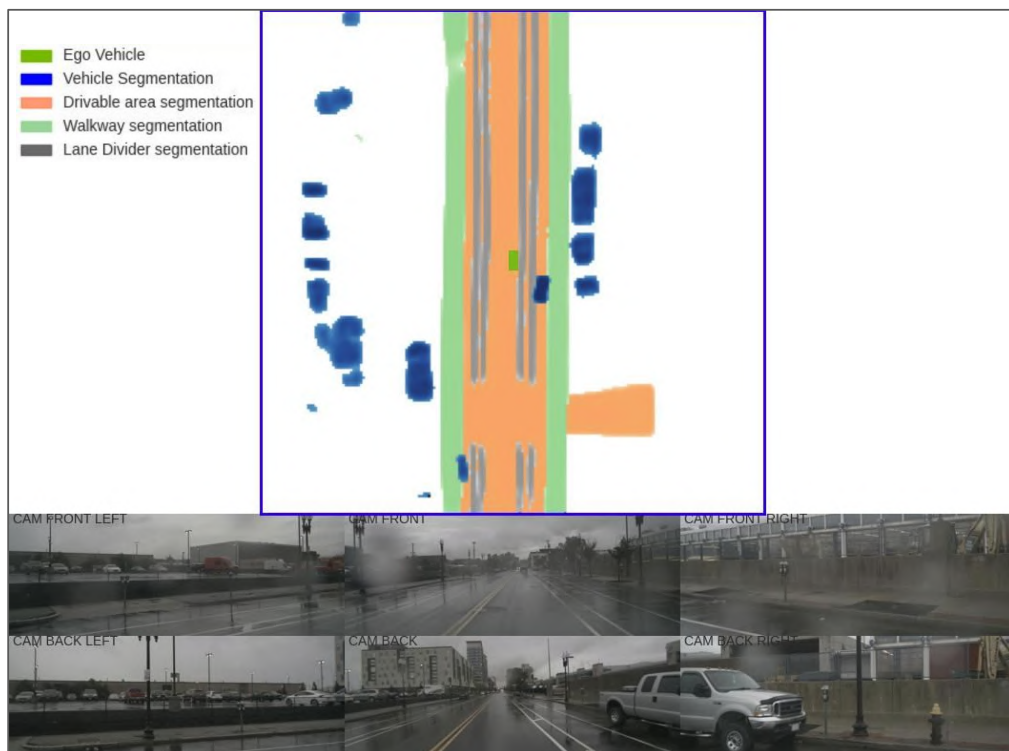 Ego Vehicle
Vehicle Segmentation
Drivable area segmentation
Walkway segmentation
Lane Divider segmentation
CAM FRONT LEFT
CAM FRONT
CAM FRONT RIGHT
CAM BACK LEFT
CAM BACK
CAM BACK RIGHT